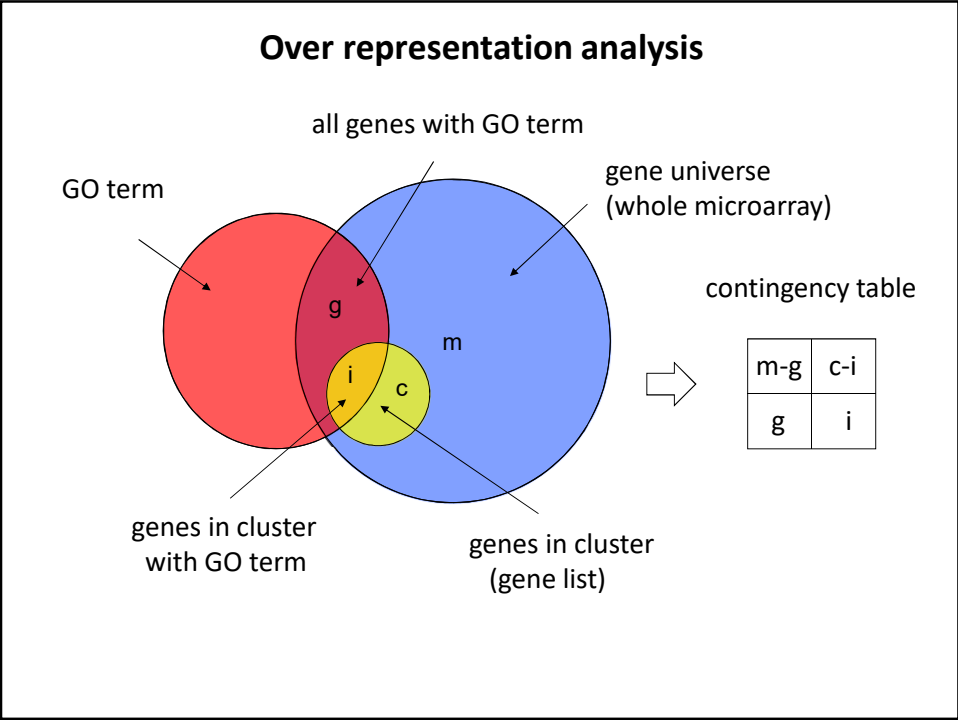 Over representation analysis
all genes with GO term
GO term
gene universe
(whole microarray)
g
m
i
c
contingency table
m-g c-i
g i
genes in cluster
with GO term
genes in cluster
(gene list)